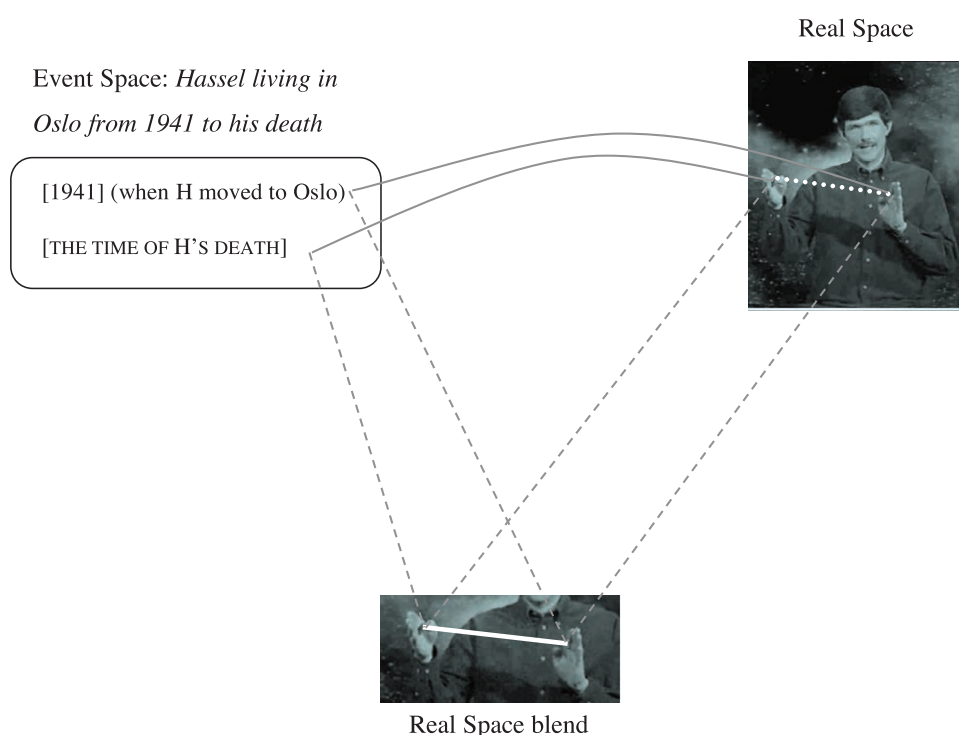 Real Space
Event Space: Hassel living in
Oslo from 1941 to his death
[1941] (when H moved to Oslo)
[THE TIME OF H’S DEATH]
Real Space blend